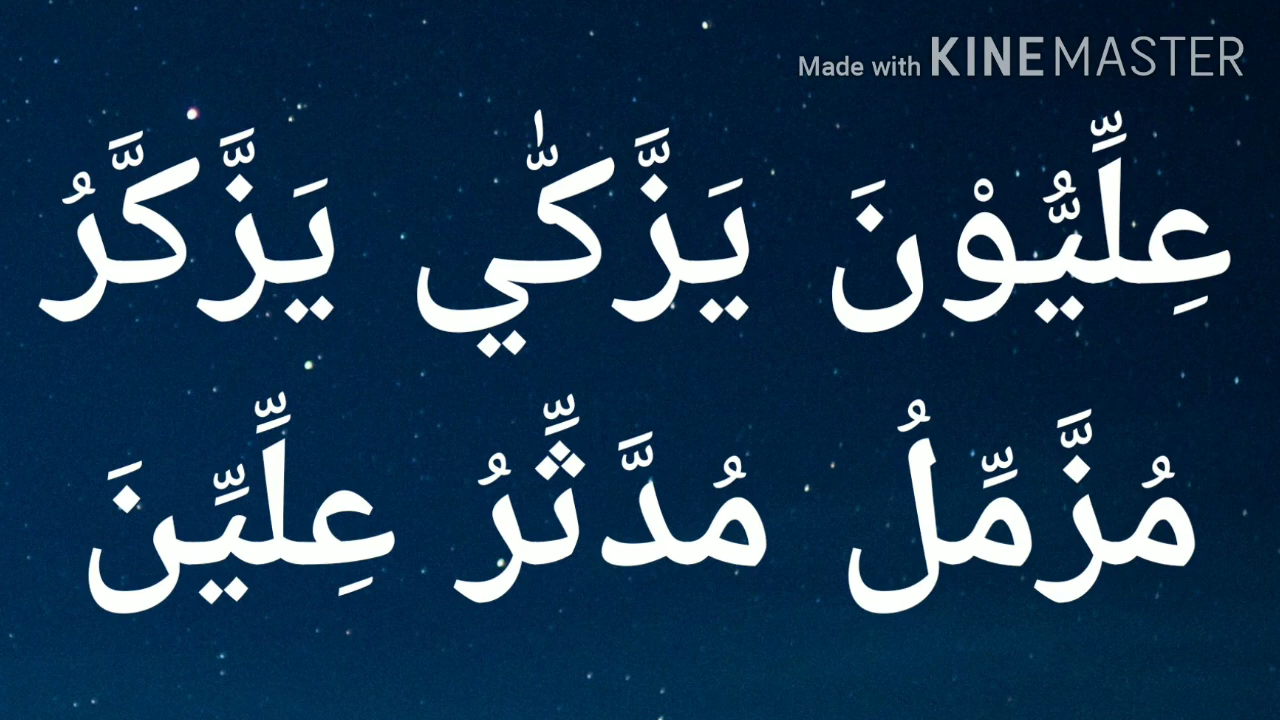 Made with KINEMASTER
عِلِّيُّوْنَ يَزَّكّٰي يَزَّكَّرُ
مُزَّمِّلُ مُدَّثِّرُ عِلِّيِّنَ